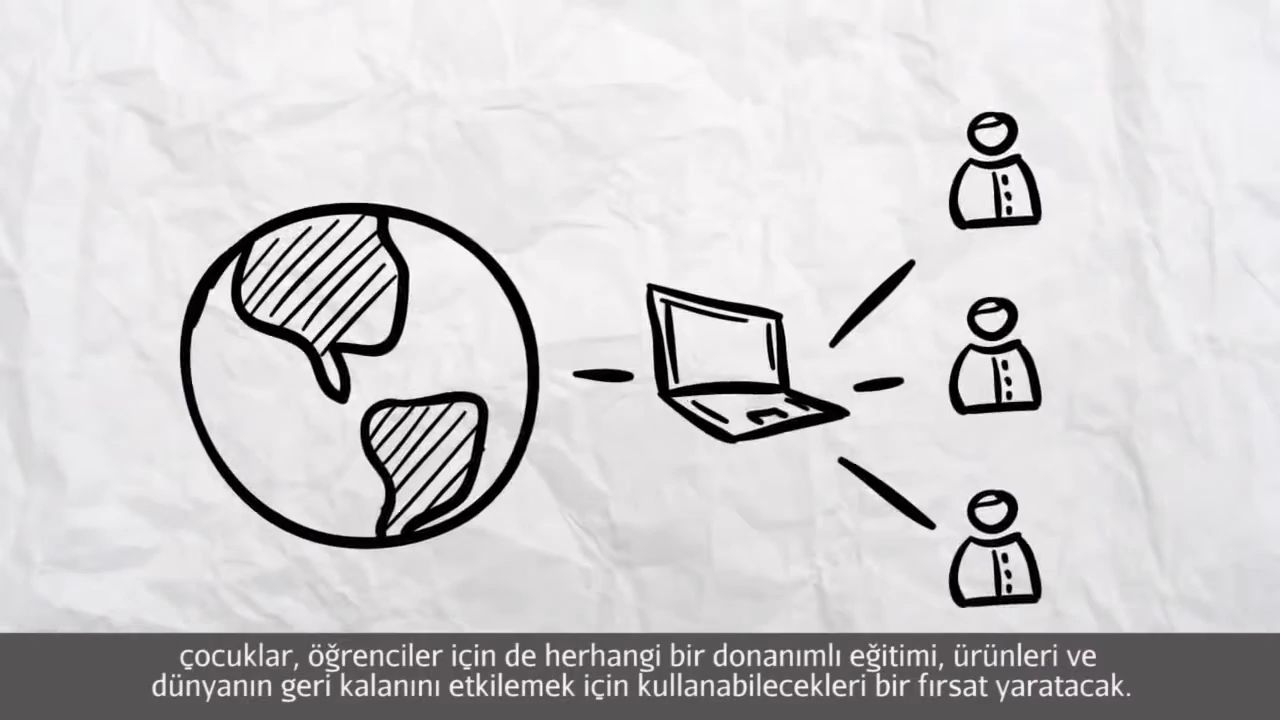 çocuklar, öğrenciler için de herhangi bir donanımlı eğitimi, ürünleri ve
dünyanın geri kalanını etkilemek için kullanabilecekleri bir fırsat yaratacak.